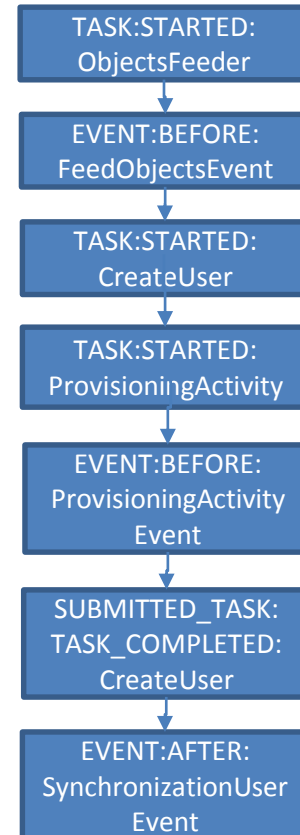 TASK:STARTED:
ObjectsFeeder
EVENT:BEFORE:
FeedObjectsEvent
TASK:STARTED:
CreateUser
TASK:STARTED:
ProvisioningActivity
EVENT:BEFORE:
ProvisioningActivity
Event
SUBMITTED_TASK:
TASK_COMPLETED:
CreateUser
EVENT:AFTER:
SynchronizationUser
Event